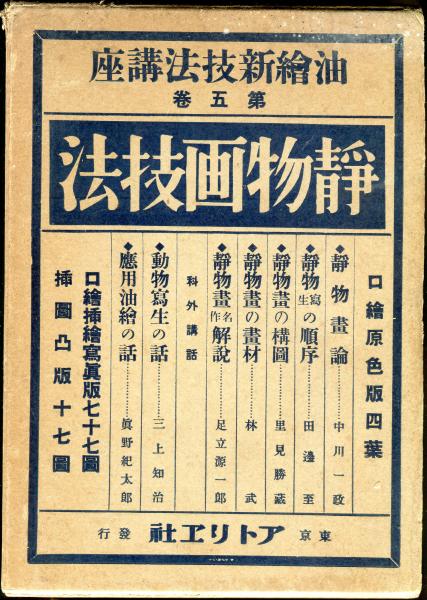 油繪新技法講座
第五卷
靜物画技法
口繪原色版四葉
◆靜物畫論……中川一政
◆靜物寫生の順序……田邊至
◆靜物畫の構圖……里見勝藏
◆靜物畫の畫材……林武
◆靜物畫名作解說……足立源一郎
科外講話
◆動物寫生の話……三上知治
◆應用油繪の話……眞野紀太郎
口繪挿繪寫眞版七十七圖
挿圖凸版十七圖
東京アトリヱ社發行